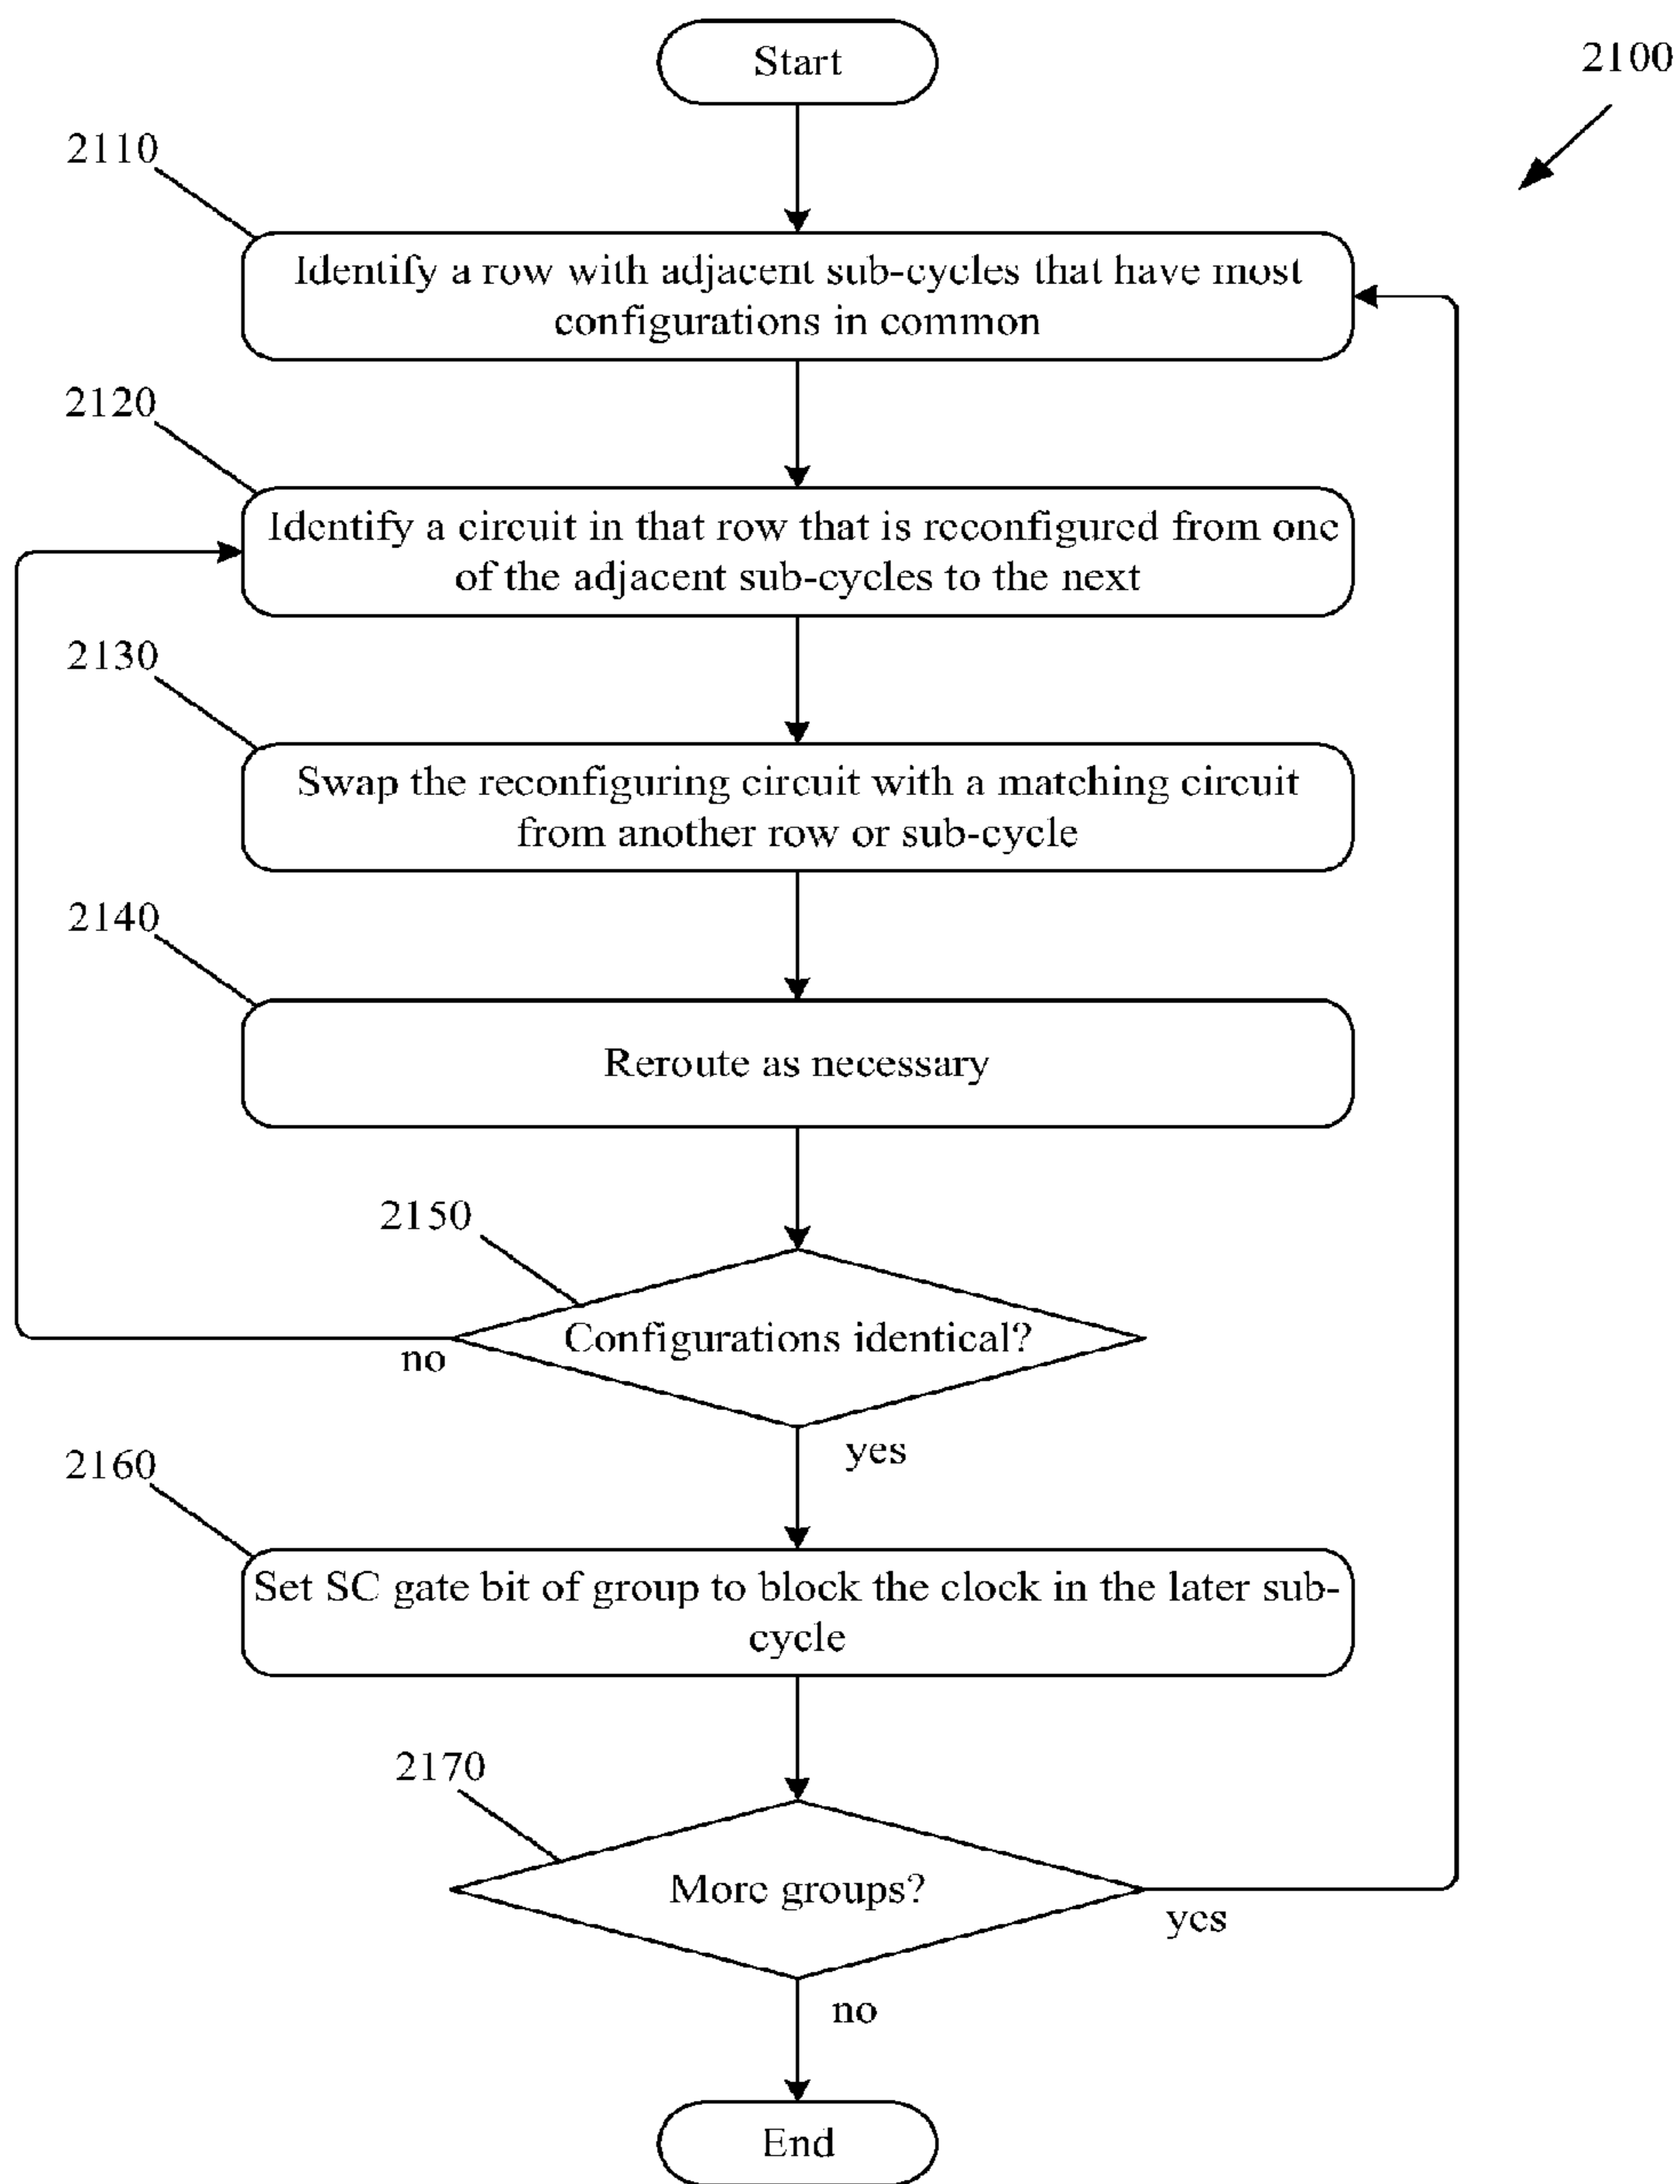 Start
2100
2110
Identify a row with adjacent sub-cycles that have most
configurations in common
2120
Identify a circuit in that row that is reconfigured from one
of the adjacent sub-cycles to the next
2130
Swap the reconfiguring circuit with a matching circuit
from another row or sub-cycle
2140
Reroute as necessary
2150
Configurations identical?
no
yes
2160
Set SC gate bit of group to block the clock in the later sub-
cycle
2170
More groups?
yes
no
End